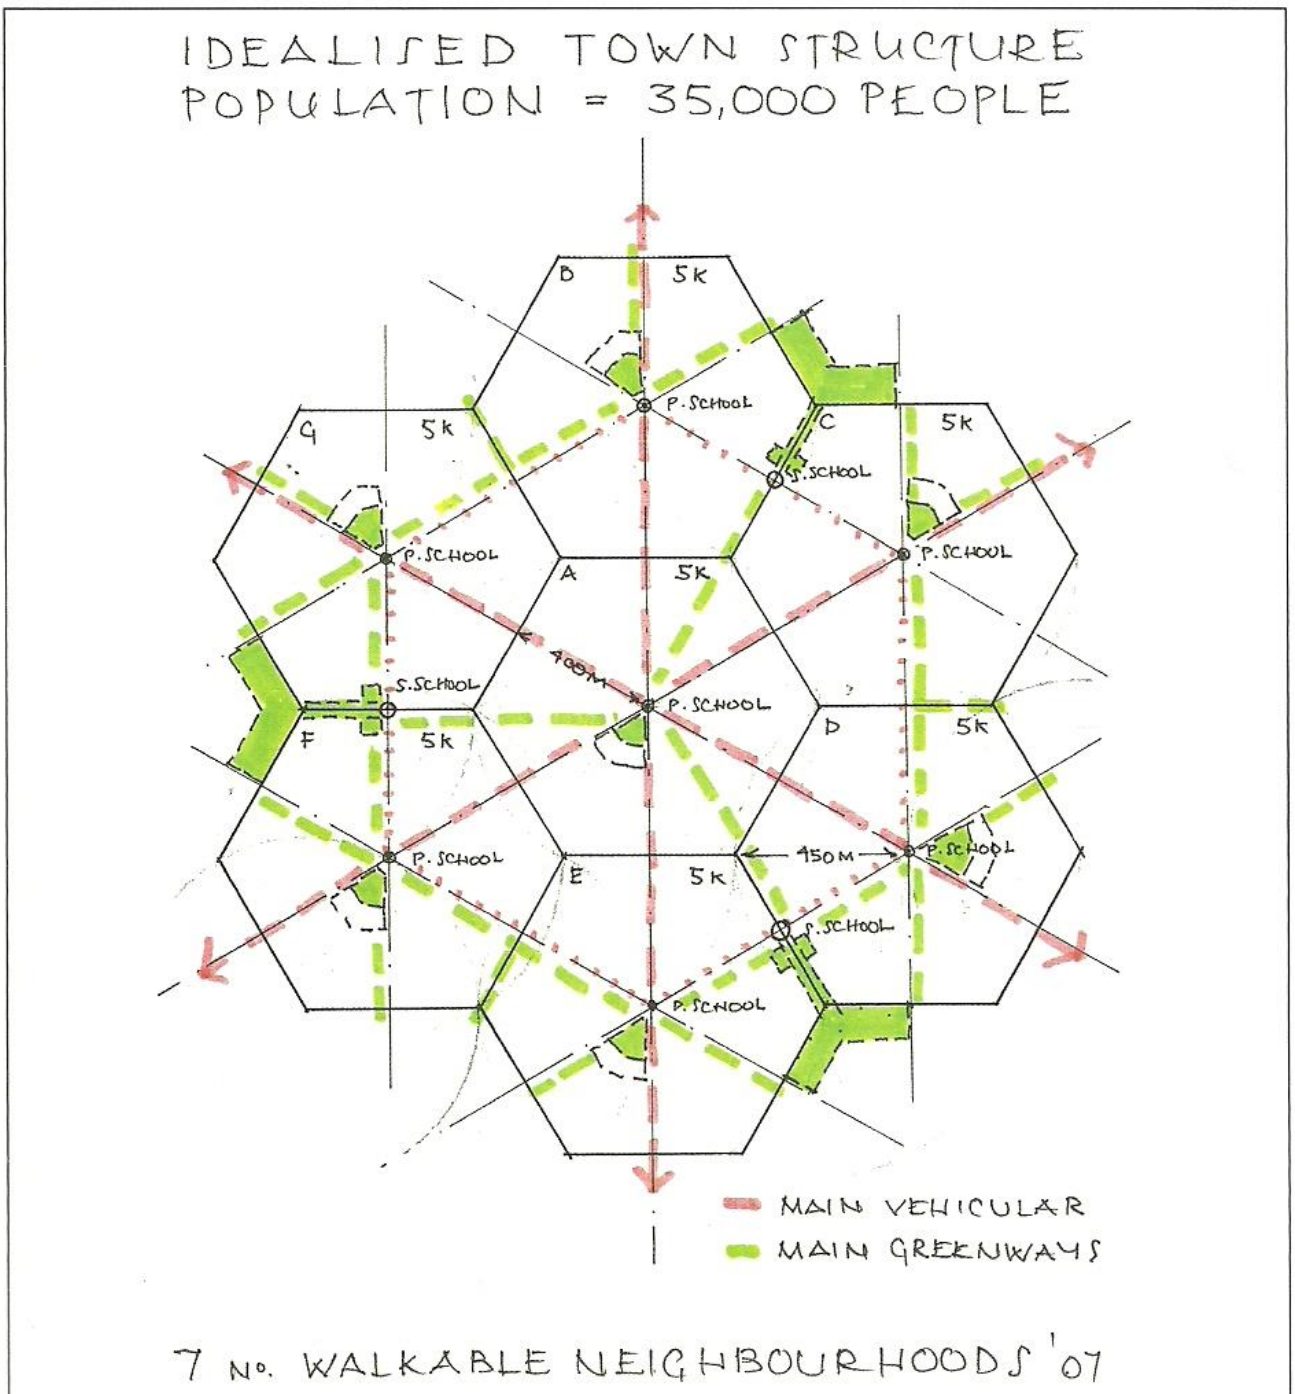 IDEALISED TOWN STRUCTURE
POPULATION = 35,000 PEOPLE
B 5K
P. SCHOOL
G 5K
C 5K
S. SCHOOL
P. SCHOOL
P. SCHOOL
A 5K
400M
S. SCHOOL
P. SCHOOL
F 5K
D 5K
P. SCHOOL
450M
P. SCHOOL
E 5K
S. SCHOOL
P. SCHOOL
MAIN VEHICULAR
MAIN GREENWAYS
7 No. WALKABLE NEIGHBOURHOODS '07